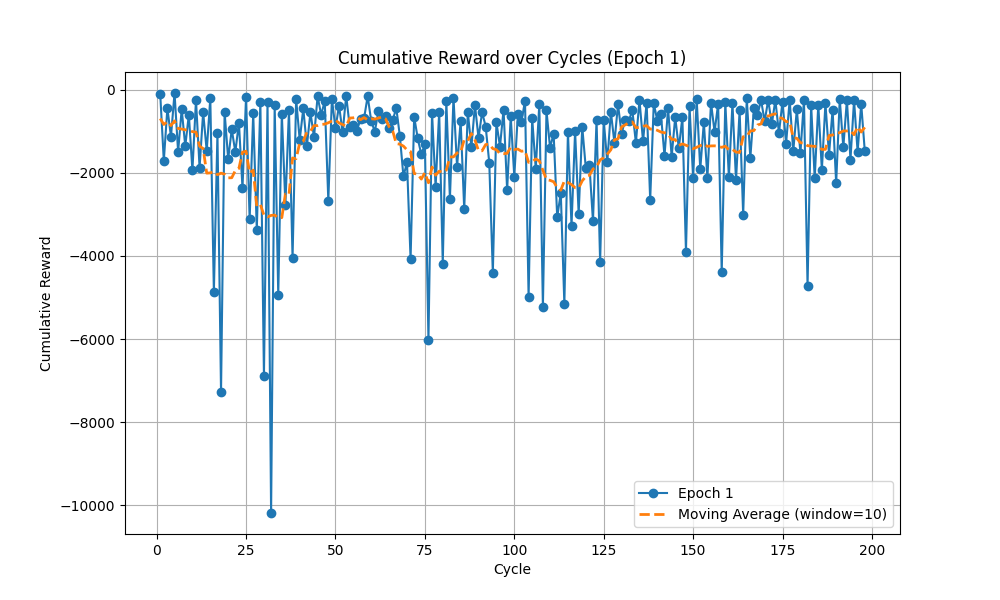 Cumulative Reward over Cycles (Epoch 1)
0
−2000
−4000
−6000
−8000
−10000
Cumulative Reward
Epoch 1
Moving Average (window=10)
0 25 50 75 100 125 150 175 200
Cycle